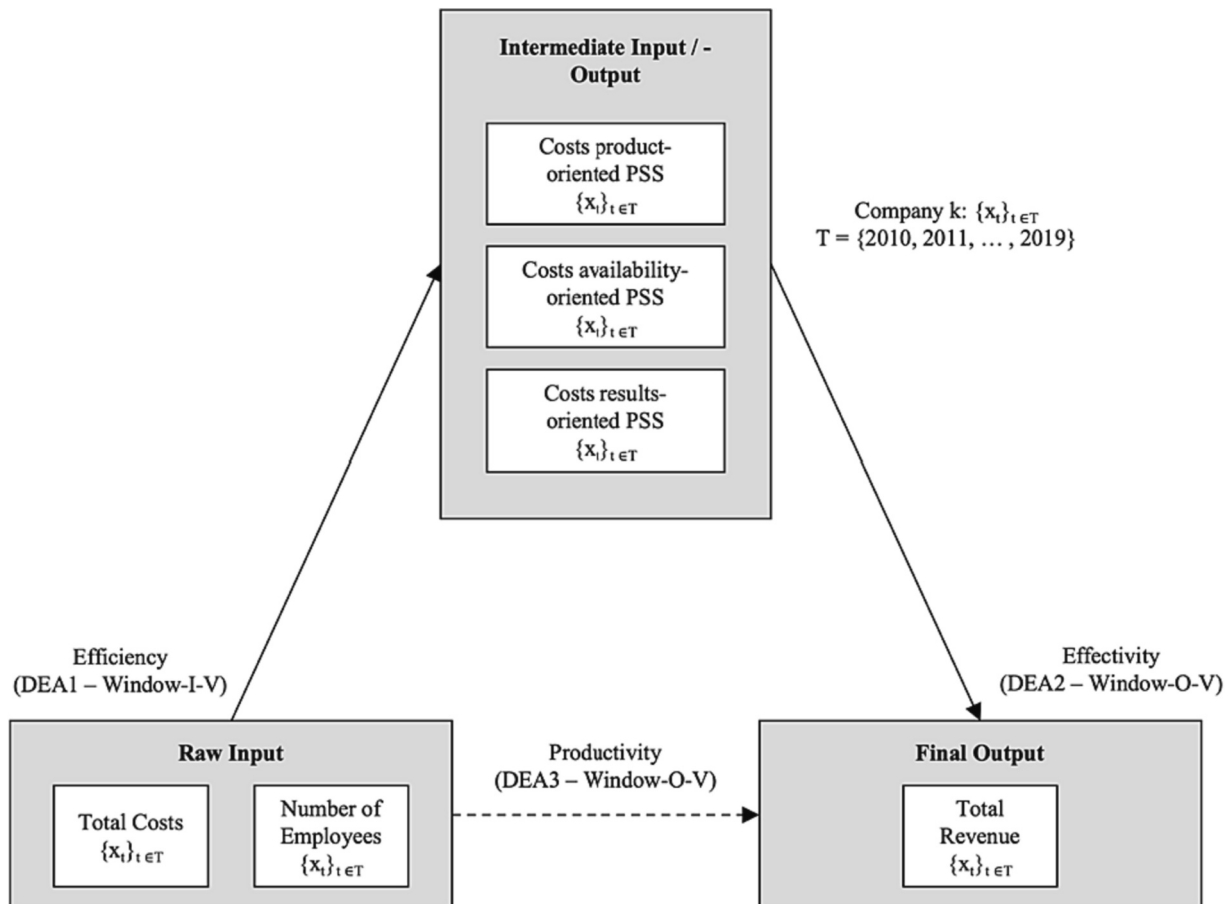 Intermediate Input / -
Output
Costs product-
oriented PSS
{xₜ}ₜ ∈T
Costs availability-
oriented PSS
{xₜ}ₜ ∈T
Costs results-
oriented PSS
{xₜ}ₜ ∈T
Company k: {xₜ}ₜ ∈T
T = {2010, 2011, … , 2019}
Efficiency
(DEA1 – Window-I-V)
Effectivity
(DEA2 – Window-O-V)
Raw Input
Total Costs
{xₜ}ₜ ∈T
Number of
Employees
{xₜ}ₜ ∈T
Productivity
(DEA3 – Window-O-V)
Final Output
Total
Revenue
{xₜ}ₜ ∈T